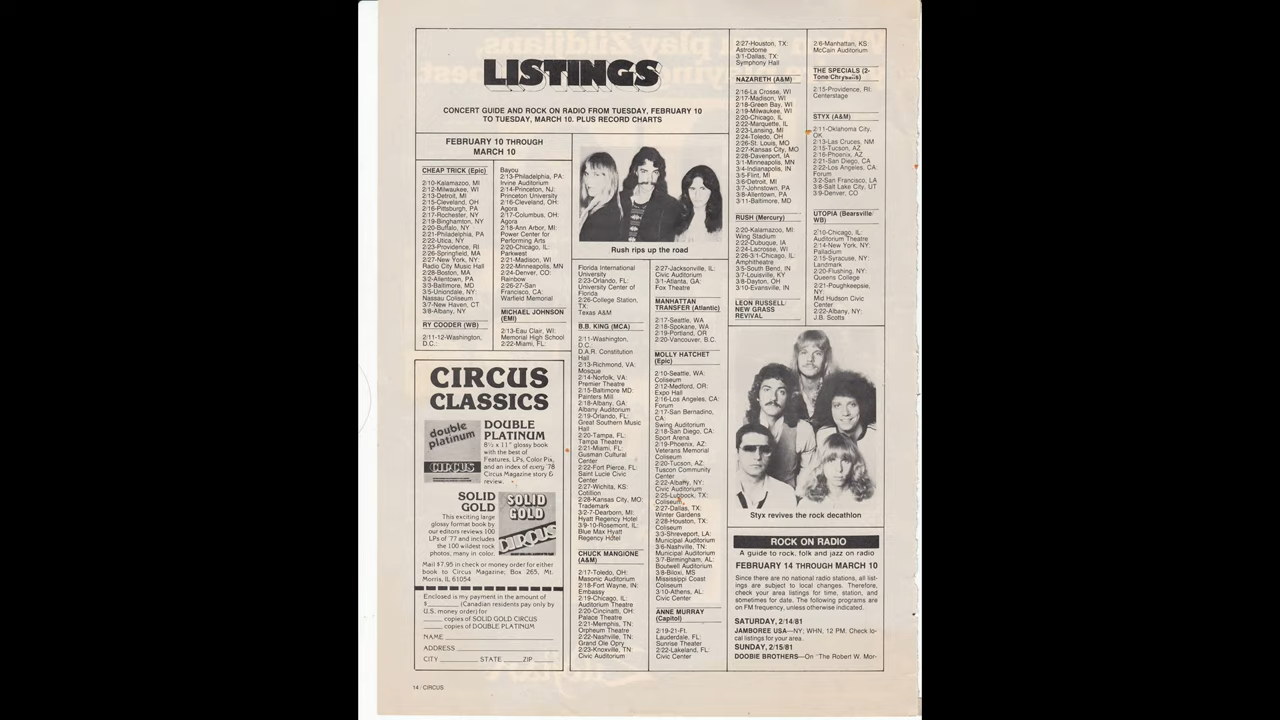 LISTINGS
CONCERT GUIDE AND ROCK ON RADIO FROM TUESDAY, FEBRUARY 10
TO TUESDAY, MARCH 10. PLUS RECORD CHARTS
FEBRUARY 10 THROUGH
MARCH 10
CHEAP TRICK (Epic)
2/10-Kalamazoo, MI
2/12-Milwaukee, WI
2/13-Detroit, MI
2/15-Cleveland, OH
2/16-Pittsburgh, PA
2/17-Rochester, NY
2/19-Binghamton, NY
2/20-Buffalo, NY
2/21-Philadelphia, PA
2/22-Utica, NY
2/23-Providence, RI
2/26-Springfield, MA
2/27-New York, NY:
Radio City Music Hall
2/28-Boston, MA
3/2-Allentown, PA
3/3-Baltimore, MD
3/5-Uniondale, NY:
Nassau Coliseum
3/7-New Haven, CT
3/8-Albany, NY
RY COODER (WB)
2/11-12-Washington,
D.C.:
Bayou
2/13-Philadelphia, PA:
Irvine Auditorium
2/14-Princeton, NJ:
Princeton University
2/16-Cleveland, OH:
Agora
2/17-Columbus, OH:
Agora
2/18-Ann Arbor, MI:
Power Center for
Performing Arts
2/20-Chicago, IL:
Parkwest
2/21-Madison, WI
2/22-Minneapolis, MN
2/24-Denver, CO:
Rainbow
2/26-27-San
Francisco, CA:
Warfield Memorial
MICHAEL JOHNSON
(EMI)
2/13-Eau Clair, WI:
Memorial High School
2/22-Miami, FL:
Rush rips up the road
Florida International
University
2/23-Orlando, FL:
University Center of
Florida
2/26-College Station,
TX:
Texas A&M
B.B. KING (MCA)
2/11-Washington,
D.C.:
D.A.R. Constitution
Hall
2/13-Richmond, VA:
Mosque
2/14-Norfolk, VA:
Premier Theatre
2/15-Baltimore MD:
Painters Mill
2/18-Albany, GA:
Albany Auditorium
2/19-Orlando, FL:
Great Southern Music
Hall
2/20-Tampa, FL:
Tampa Theatre
2/21-Miami, FL:
Gusman Cultural
Center
2/22-Fort Pierce, FL:
Saint Lucie Civic
Center
2/27-Wichita, KS:
Cotillion
2/28-Kansas City, MO:
Trademark
3/2-7-Dearborn, MI:
Hyatt Regency Hotel
3/9-10-Rosemont, IL:
Blue Max Hyatt
Regency Hotel
CHUCK MANGIONE
(A&M)
2/17-Toledo, OH:
Masonic Auditorium
2/18-Fort Wayne, IN:
Embassy
2/19-Chicago, IL:
Auditorium Theatre
2/20-Cincinatti, OH:
Palace Theatre
2/21-Memphis, TN:
Orpheum Theatre
2/22-Nashville, TN:
Grand Ole Opry
2/23-Knoxville, TN:
Civic Auditorium
2/27-Jacksonville, IL:
Civic Auditorium
3/1-Atlanta, GA:
Fox Theatre
MANHATTAN
TRANSFER (Atlantic)
2/17-Seattle, WA
2/18-Spokane, WA
2/19-Portland, OR
2/20-Vancouver, B.C.
MOLLY HATCHET
(Epic)
2/10-Seattle, WA:
Coliseum
2/12-Medford, OR:
Expo Hall
2/16-Los Angeles, CA:
Forum
2/17-San Bernadino,
CA:
Swing Auditorium
2/18-San Diego, CA:
Sport Arena
2/19-Phoenix, AZ:
Veterans Memorial
Coliseum
2/20-Tucson, AZ:
Tuscon Community
Center
2/22-Albany, NY:
Civic Auditorium
2/25-Lubbock, TX:
Coliseum
2/27-Dallas, TX:
Winter Gardens
2/28-Houston, TX:
Coliseum
3/3-Shreveport, LA:
Municipal Auditorium
3/6-Nashville, TN:
Municipal Auditorium
3/7-Birmingham, AL:
Boutwell Auditorium
3/8-Biloxi, MS
Mississippi Coast
Coliseum
3/10-Athens, AL:
Civic Center
ANNE MURRAY
(Capitol)
2/19-21-Ft.
Lauderdale, FL:
Sunrise Theater
2/22-Lakeland, FL:
Civic Center
2/27-Houston, TX:
Astrodome
3/1-Dallas, TX:
Symphony Hall
NAZARETH (A&M)
2/16-La Crosse, WI
2/17-Madison, WI
2/18-Green Bay, WI
2/19-Milwaukee, WI
2/20-Chicago, IL
2/22-Marquette, IL
2/23-Lansing, MI
2/24-Toledo, OH
2/26-St. Louis, MO
2/27-Kansas City, MO
2/28-Davenport, IA
3/1-Minneapolis, MN
3/4-Indianapolis, IN
3/5-Flint, MI
3/6-Detroit, MI
3/7-Johnstown, PA
3/8-Allentown, PA
3/11-Baltimore, MD
RUSH (Mercury)
2/20-Kalamazoo, MI:
Wing Stadium
2/22-Dubuque, IA
2/24-Lacrosse, WI
2/26-3/1-Chicago, IL:
Amphitheatre
3/5-South Bend, IN
3/7-Louisville, KY
3/8-Dayton, OH
3/10-Evansville, IN
LEON RUSSELL/
NEW GRASS
REVIVAL
2/6-Manhattan, KS:
McCain Auditorium
THE SPECIALS (2-
Tone/Chrysalis)
2/15-Providence, RI:
Centerstage
STYX (A&M)
2/11-Oklahoma City,
OK
2/13-Las Cruces, NM
2/15-Tucson, AZ
2/16-Phoenix, AZ
2/21-San Diego, CA
2/22-Los Angeles, CA:
Forum
3/2-San Francisco, LA
3/6-Salt Lake City, UT
3/9-Denver, CO
UTOPIA (Bearsville/
WB)
2/10-Chicago, IL
Auditorium Theatre
2/14-New York, NY:
Palladium
2/15-Syracuse, NY:
Landmark
2/20-Flushing, NY:
Queens College
2/21-Poughkeepsie,
NY:
Mid Hudson Civic
Center
2/22-Albany, NY:
J.B. Scotts
Styx revives the rock decathlon
ROCK ON RADIO
A guide to rock, folk and jazz on radio
FEBRUARY 14 THROUGH MARCH 10
Since there are no national radio stations, all list-
ings are subject to local changes. Therefore,
check your area listings for time, station, and
sometimes for date. The following programs are
on FM frequency, unless otherwise indicated.
SATURDAY, 2/14/81
JAMBOREE USA—NY; WHN, 12 PM. Check lo-
cal listings for your area.
SUNDAY, 2/15/81
DOOBIE BROTHERS—On "The Robert W. Mor-
CIRCUS
CLASSICS
double
platinum
CIRCUS
DOUBLE
PLATINUM
8½ x 11" glossy book
with the best of
Features, LPs, Color Pix,
and an index of every '78
Circus Magazine story &
review.
SOLID
GOLD
This exciting large
glossy format book by
our editors reviews 100
LPs of '77 and includes
the 100 wildest rock
photos, many in color.
SOLID
GOLD
CIRCUS
Mail $7.95 in check or money order for either
book to Circus Magazine; Box 265, Mt.
Morris, IL 61054
Enclosed is my payment in the amount of
$________ (Canadian residents pay only by
U.S. money order) for
____ copies of SOLID GOLD CIRCUS
____ copies of DOUBLE PLATINUM
NAME
ADDRESS
CITY ________ STATE ____ ZIP ____
14 / CIRCUS